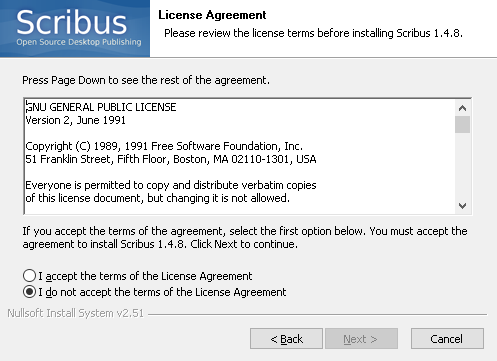 Scribus
Open Source Desktop Publishing
License Agreement
Please review the license terms before installing Scribus 1.4.8.
Press Page Down to see the rest of the agreement.
GNU GENERAL PUBLIC LICENSE
Version 2, June 1991
Copyright (C) 1989, 1991 Free Software Foundation, Inc.
51 Franklin Street, Fifth Floor, Boston, MA 02110-1301, USA
Everyone is permitted to copy and distribute verbatim copies
of this license document, but changing it is not allowed.
If you accept the terms of the agreement, select the first option below. You must accept the
agreement to install Scribus 1.4.8. Click Next to continue.
I accept the terms of the License Agreement
I do not accept the terms of the License Agreement
Nullsoft Install System v2.51
< Back Next > Cancel